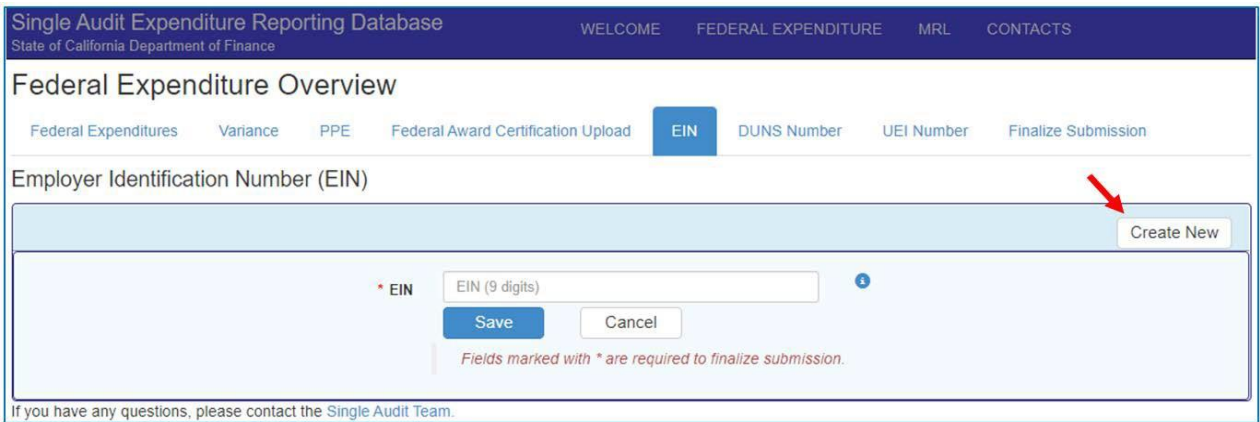 Single Audit Expenditure Reporting Database
State of California Department of Finance
WELCOME FEDERAL EXPENDITURE MRL CONTACTS
Federal Expenditure Overview
Federal Expenditures Variance PPE Federal Award Certification Upload EIN DUNS Number UEI Number Finalize Submission
Employer Identification Number (EIN)
Create New
* EIN EIN (9 digits) i
Save Cancel
Fields marked with * are required to finalize submission.
If you have any questions, please contact the Single Audit Team.